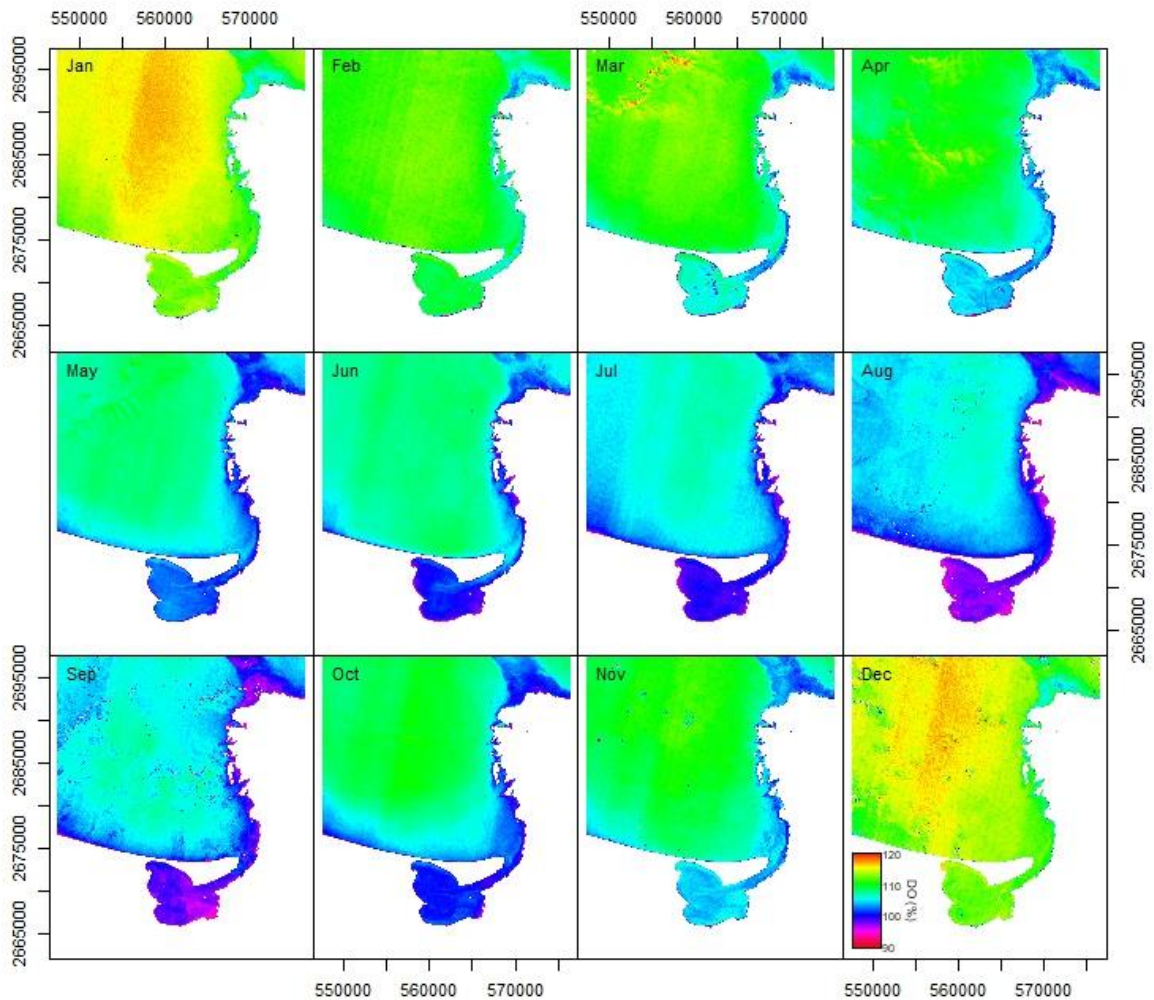 550000 560000 570000 550000 560000 570000
Jan Feb Mar Apr
2695000 2685000 2675000 2665000
May Jun Jul Aug
2695000 2685000 2675000 2665000
Sep Oct Nov Dec
2695000 2685000 2675000 2665000
120
110
100
90
DO (%)
550000 560000 570000 550000 560000 570000